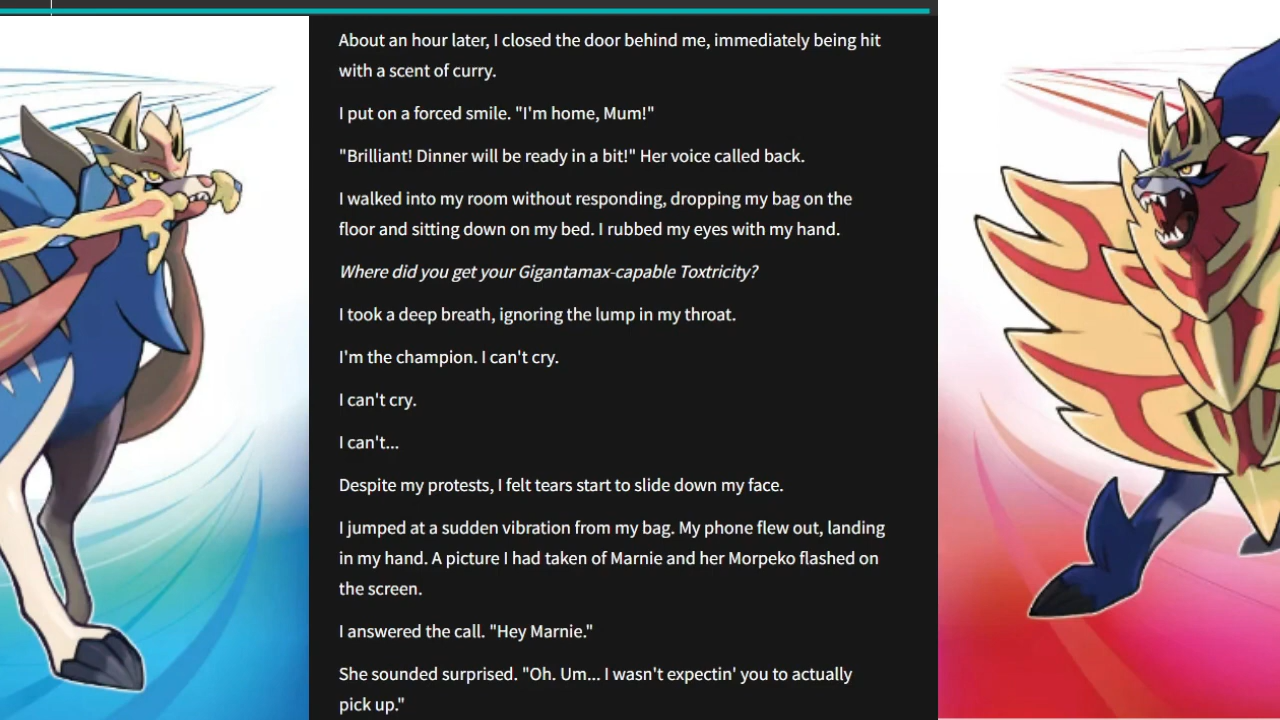 About an hour later, I closed the door behind me, immediately being hit
with a scent of curry.
I put on a forced smile. "I'm home, Mum!"
"Brilliant! Dinner will be ready in a bit!" Her voice called back.
I walked into my room without responding, dropping my bag on the
floor and sitting down on my bed. I rubbed my eyes with my hand.
Where did you get your Gigantamax-capable Toxtricity?
I took a deep breath, ignoring the lump in my throat.
I'm the champion. I can't cry.
I can't cry.
I can't...
Despite my protests, I felt tears start to slide down my face.
I jumped at a sudden vibration from my bag. My phone flew out, landing
in my hand. A picture I had taken of Marnie and her Morpeko flashed on
the screen.
I answered the call. "Hey Marnie."
She sounded surprised. "Oh. Um... I wasn't expectin' you to actually
pick up."